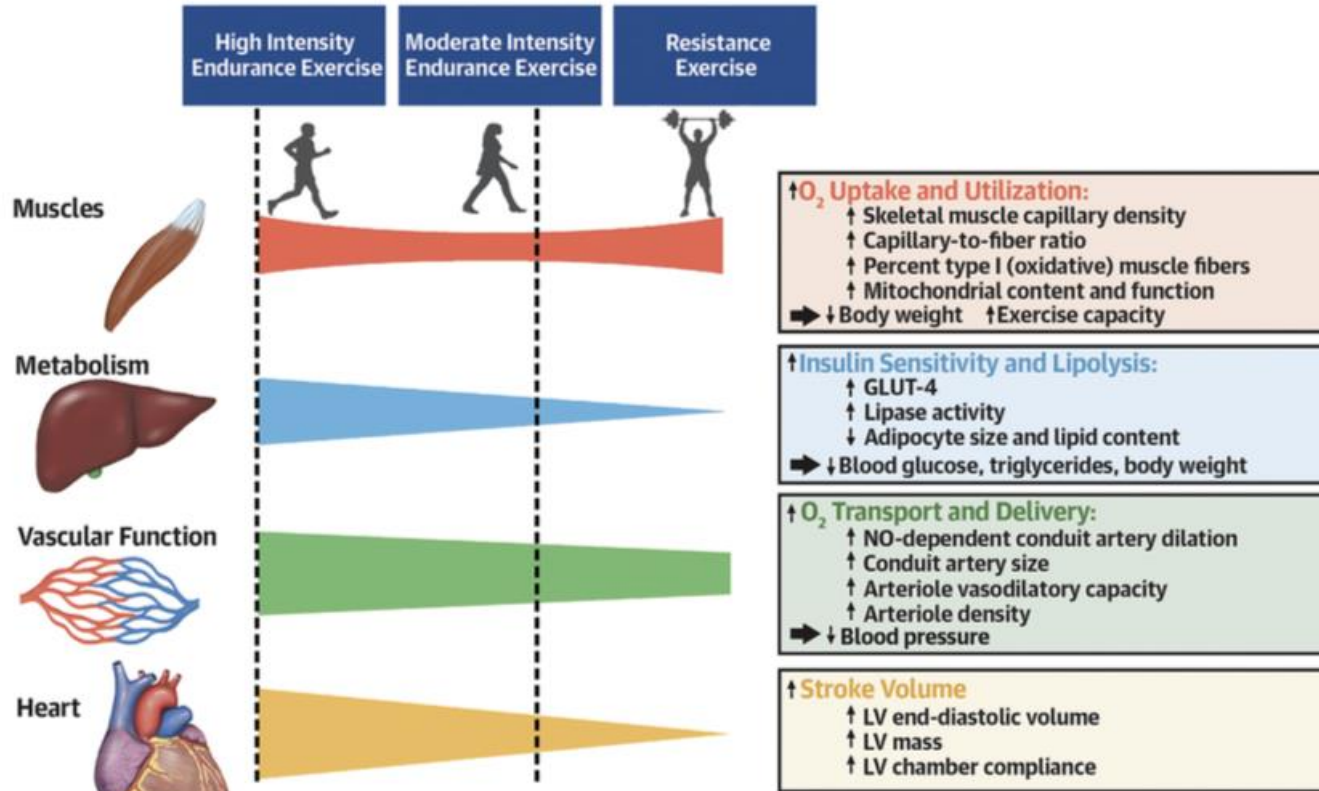 High Intensity
Endurance Exercise
Moderate Intensity
Endurance Exercise
Resistance
Exercise
Muscles
↑O₂ Uptake and Utilization:
↑ Skeletal muscle capillary density
↑ Capillary-to-fiber ratio
↑ Percent type I (oxidative) muscle fibers
↑ Mitochondrial content and function
➡ ↓Body weight ↑Exercise capacity
Metabolism
↑Insulin Sensitivity and Lipolysis:
↑ GLUT-4
↑ Lipase activity
↓ Adipocyte size and lipid content
➡ ↓Blood glucose, triglycerides, body weight
Vascular Function
↑ O₂ Transport and Delivery:
↑ NO-dependent conduit artery dilation
↑ Conduit artery size
↑ Arteriole vasodilatory capacity
↑ Arteriole density
➡ ↓Blood pressure
Heart
↑ Stroke Volume
↑ LV end-diastolic volume
↑ LV mass
↑ LV chamber compliance